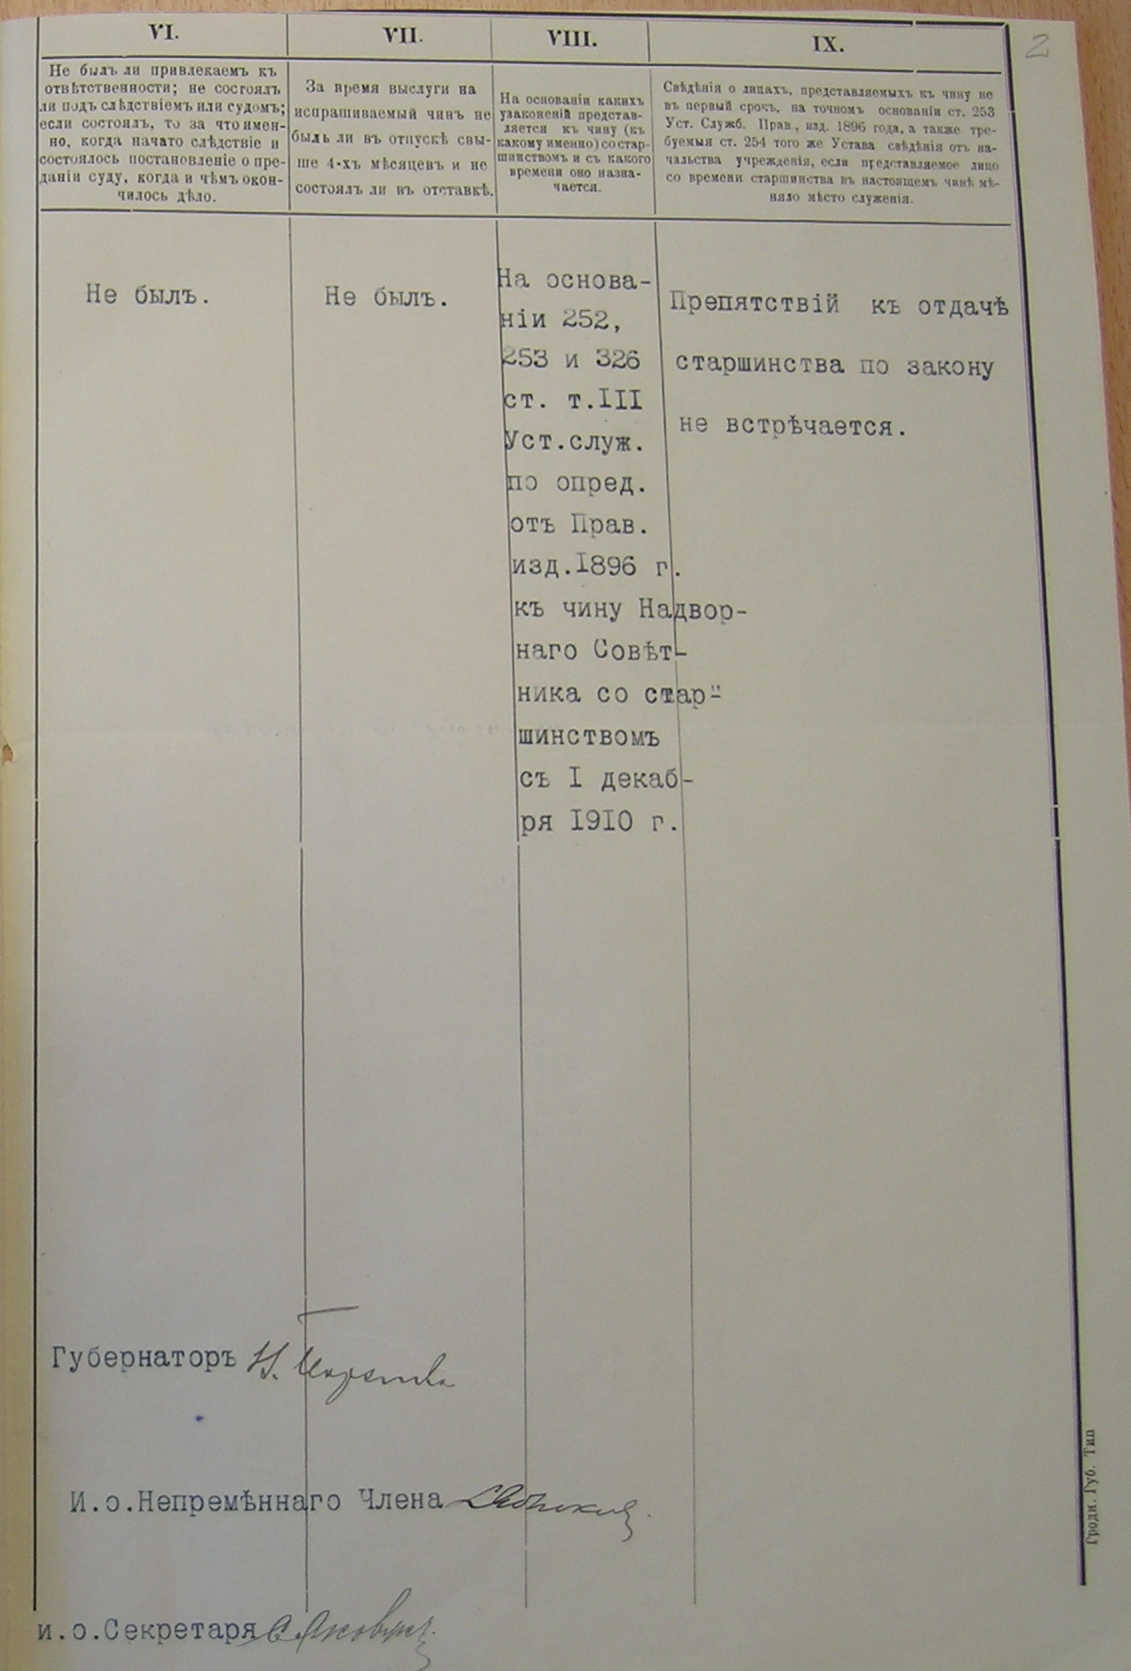 2
VI.
VII.
VIII.
IX.
Не былъ ли привлекаемъ къ
отвѣтственности; не состоялъ
ли подъ слѣдствіемъ или судомъ;
если состоялъ, то за что имен-
но, когда начато слѣдствіе и
состоялось постановленіе о пре-
даніи суду, когда и чѣмъ окон-
чилось дѣло.
За время выслуги на
испрашиваемый чинъ не
былъ ли въ отпускѣ свы-
ше 4-хъ мѣсяцевъ и не
состоялъ ли въ отставкѣ.
На основаніи какихъ
узаконеній представ-
ляется къ чину (къ
какому именно) со стар-
шинствомъ и съ какого
времени оно назна-
чается.
Свѣдѣнія о лицахъ, представляемыхъ къ чину не
въ первый срочъ, на точномъ основаніи ст. 253
Уст. Служб. Прав., изд. 1896 года, а также тре-
буемыя ст. 254 того же Устава свѣдѣнія отъ на-
чальства учрежденія, если представляемое лицо
со времени старшинства въ настоящемъ чинѣ мѣ-
няло мѣсто служенія.
Не былъ.
Не былъ.
На основа-
ніи 252,
253 и 326
ст. т.III
Уст.служ.
по опред.
отъ Прав.
изд.1896 г.
къ чину Надвор-
наго Совѣт-
ника со стар-
шинствомъ
съ I декаб-
ря 1910 г.
Препятствій къ отдачѣ
старшинства по закону
не встрѣчается.
Губернаторъ
И.о.Непремѣннаго Члена
и.о.Секретаря
Гродн. Губ. Тип